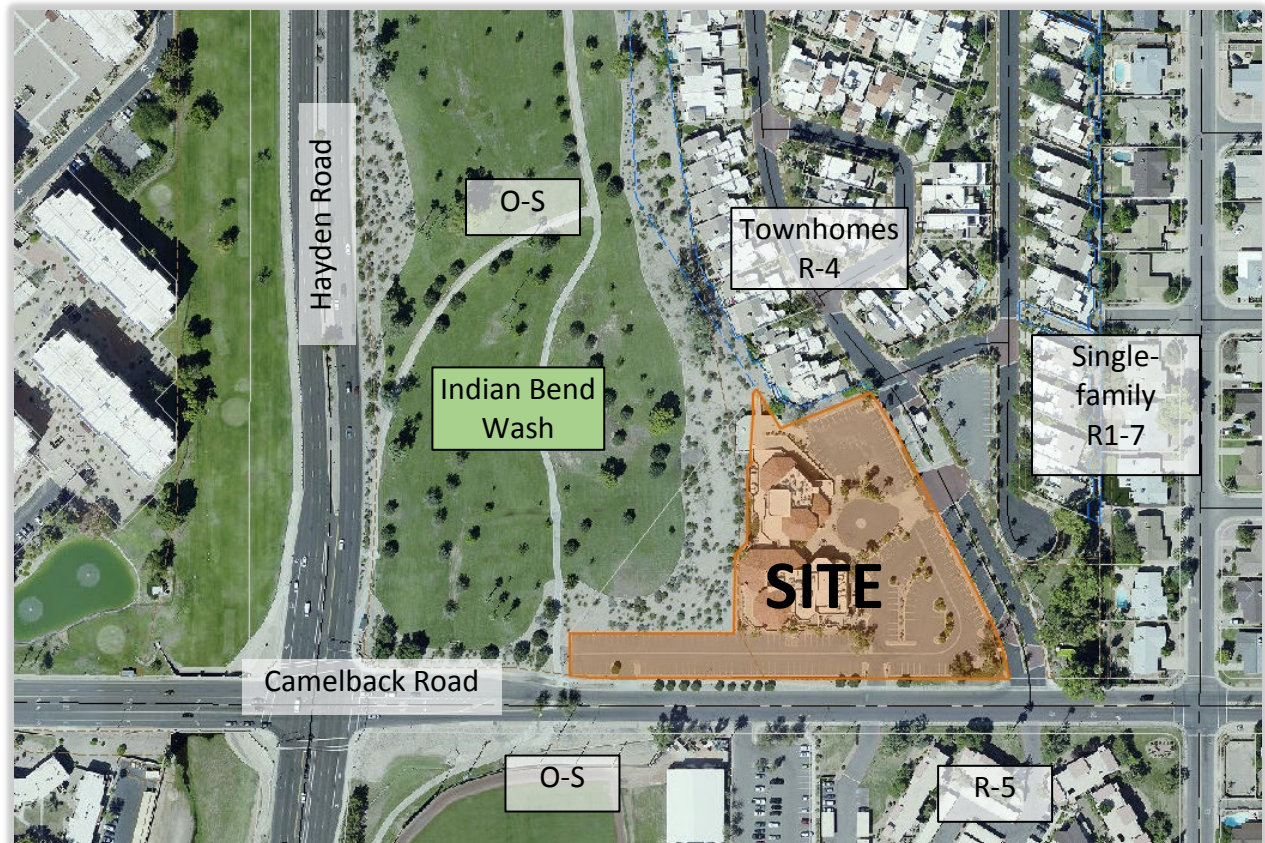 Hayden Road
O-S
Townhomes
R-4
Single-
family
R1-7
Indian Bend
Wash
SITE
Camelback Road
O-S
R-5